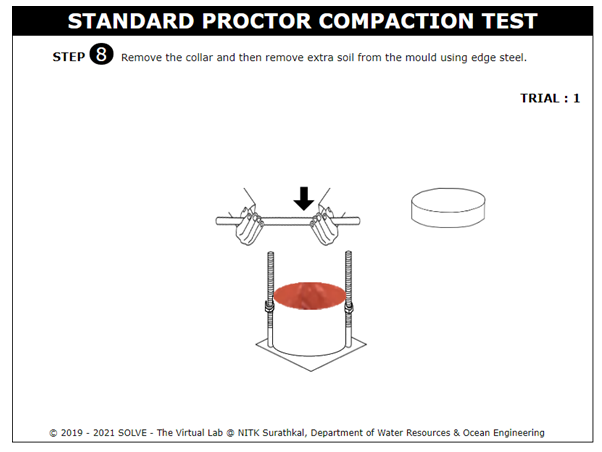 STANDARD PROCTOR COMPACTION TEST
STEP 8 Remove the collar and then remove extra soil from the mould using edge steel.
TRIAL : 1
© 2019 - 2021 SOLVE - The Virtual Lab @ NITK Surathkal, Department of Water Resources & Ocean Engineering